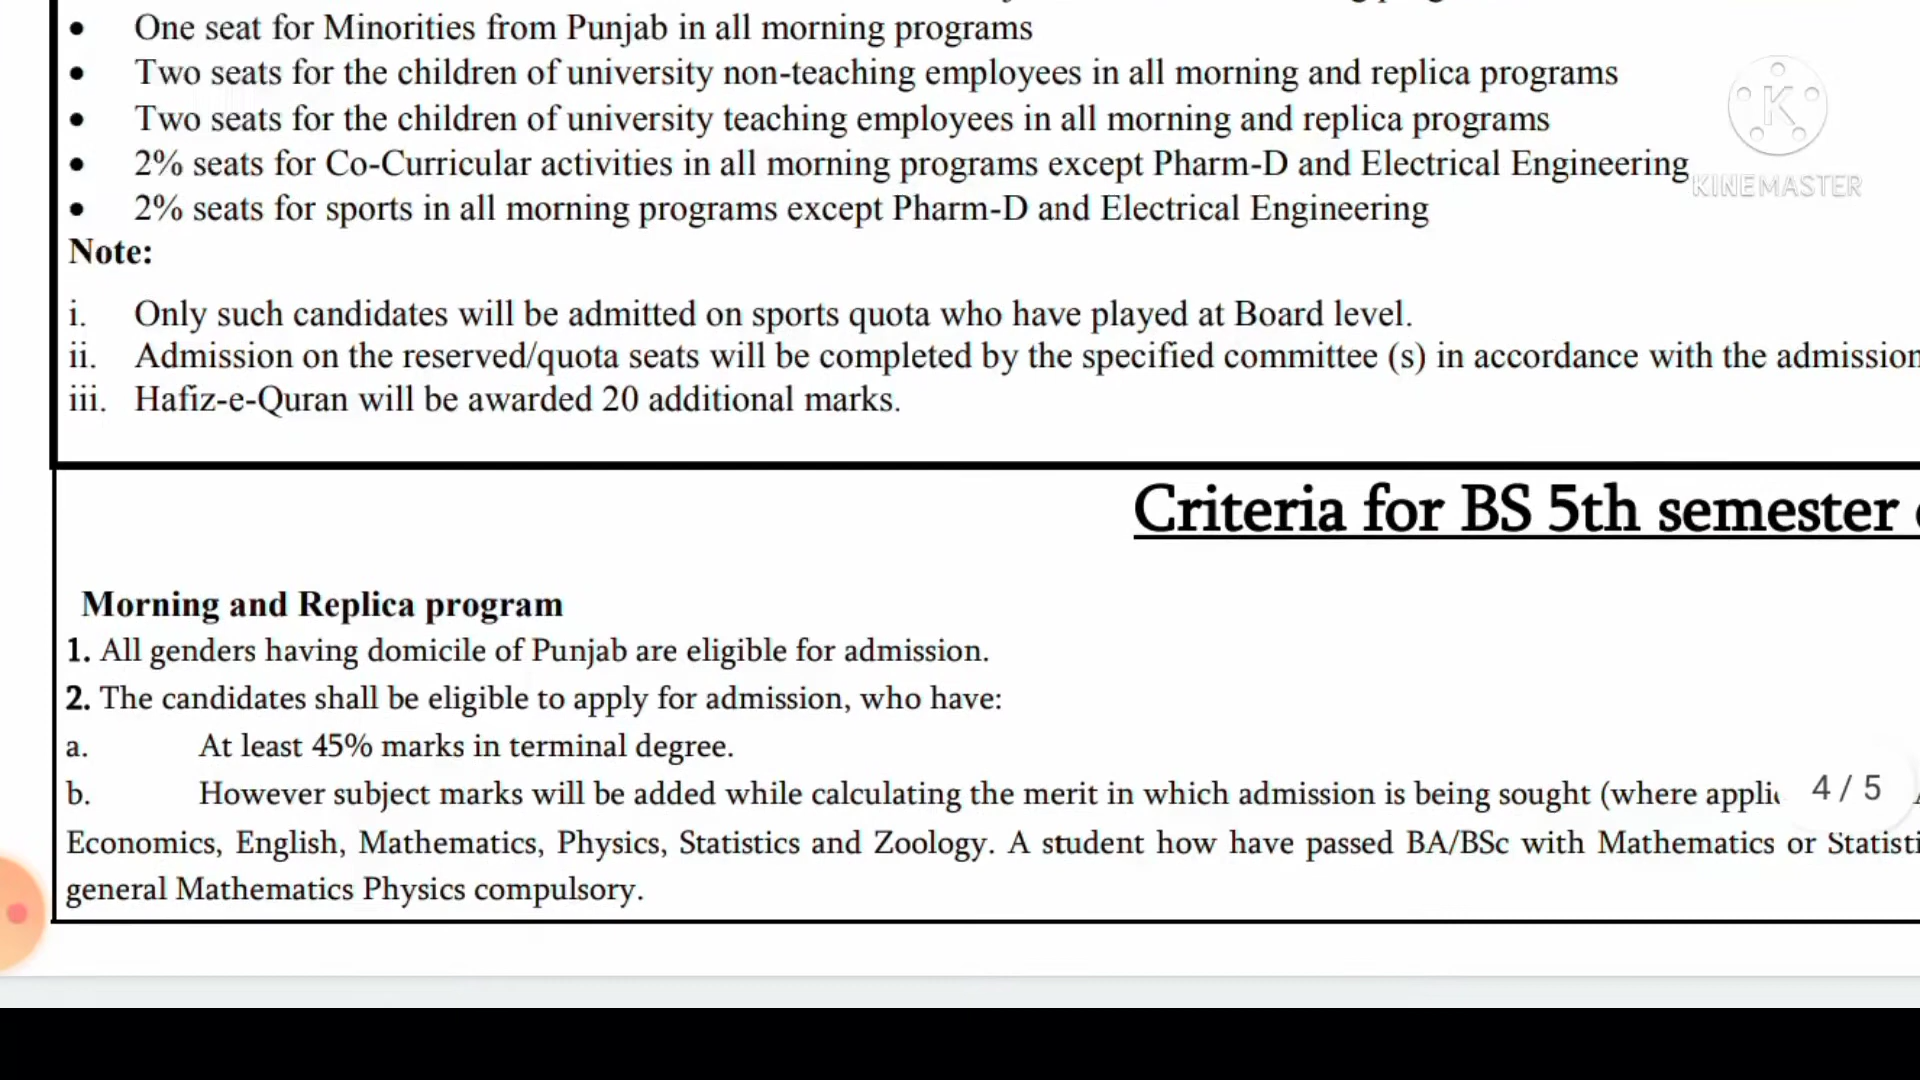 • One seat for Minorities from Punjab in all morning programs
• Two seats for the children of university non-teaching employees in all morning and replica programs
• Two seats for the children of university teaching employees in all morning and replica programs
• 2% seats for Co-Curricular activities in all morning programs except Pharm-D and Electrical Engineering
• 2% seats for sports in all morning programs except Pharm-D and Electrical Engineering
K
KINEMASTER
Note:
i. Only such candidates will be admitted on sports quota who have played at Board level.
ii. Admission on the reserved/quota seats will be completed by the specified committee (s) in accordance with the admission
iii. Hafiz-e-Quran will be awarded 20 additional marks.
Criteria for BS 5th semester
Morning and Replica program
1. All genders having domicile of Punjab are eligible for admission.
2. The candidates shall be eligible to apply for admission, who have:
a. At least 45% marks in terminal degree.
b. However subject marks will be added while calculating the merit in which admission is being sought (where
4 / 5
Economics, English, Mathematics, Physics, Statistics and Zoology. A student how have passed BA/BSc with Mathematics or
general Mathematics Physics compulsory.